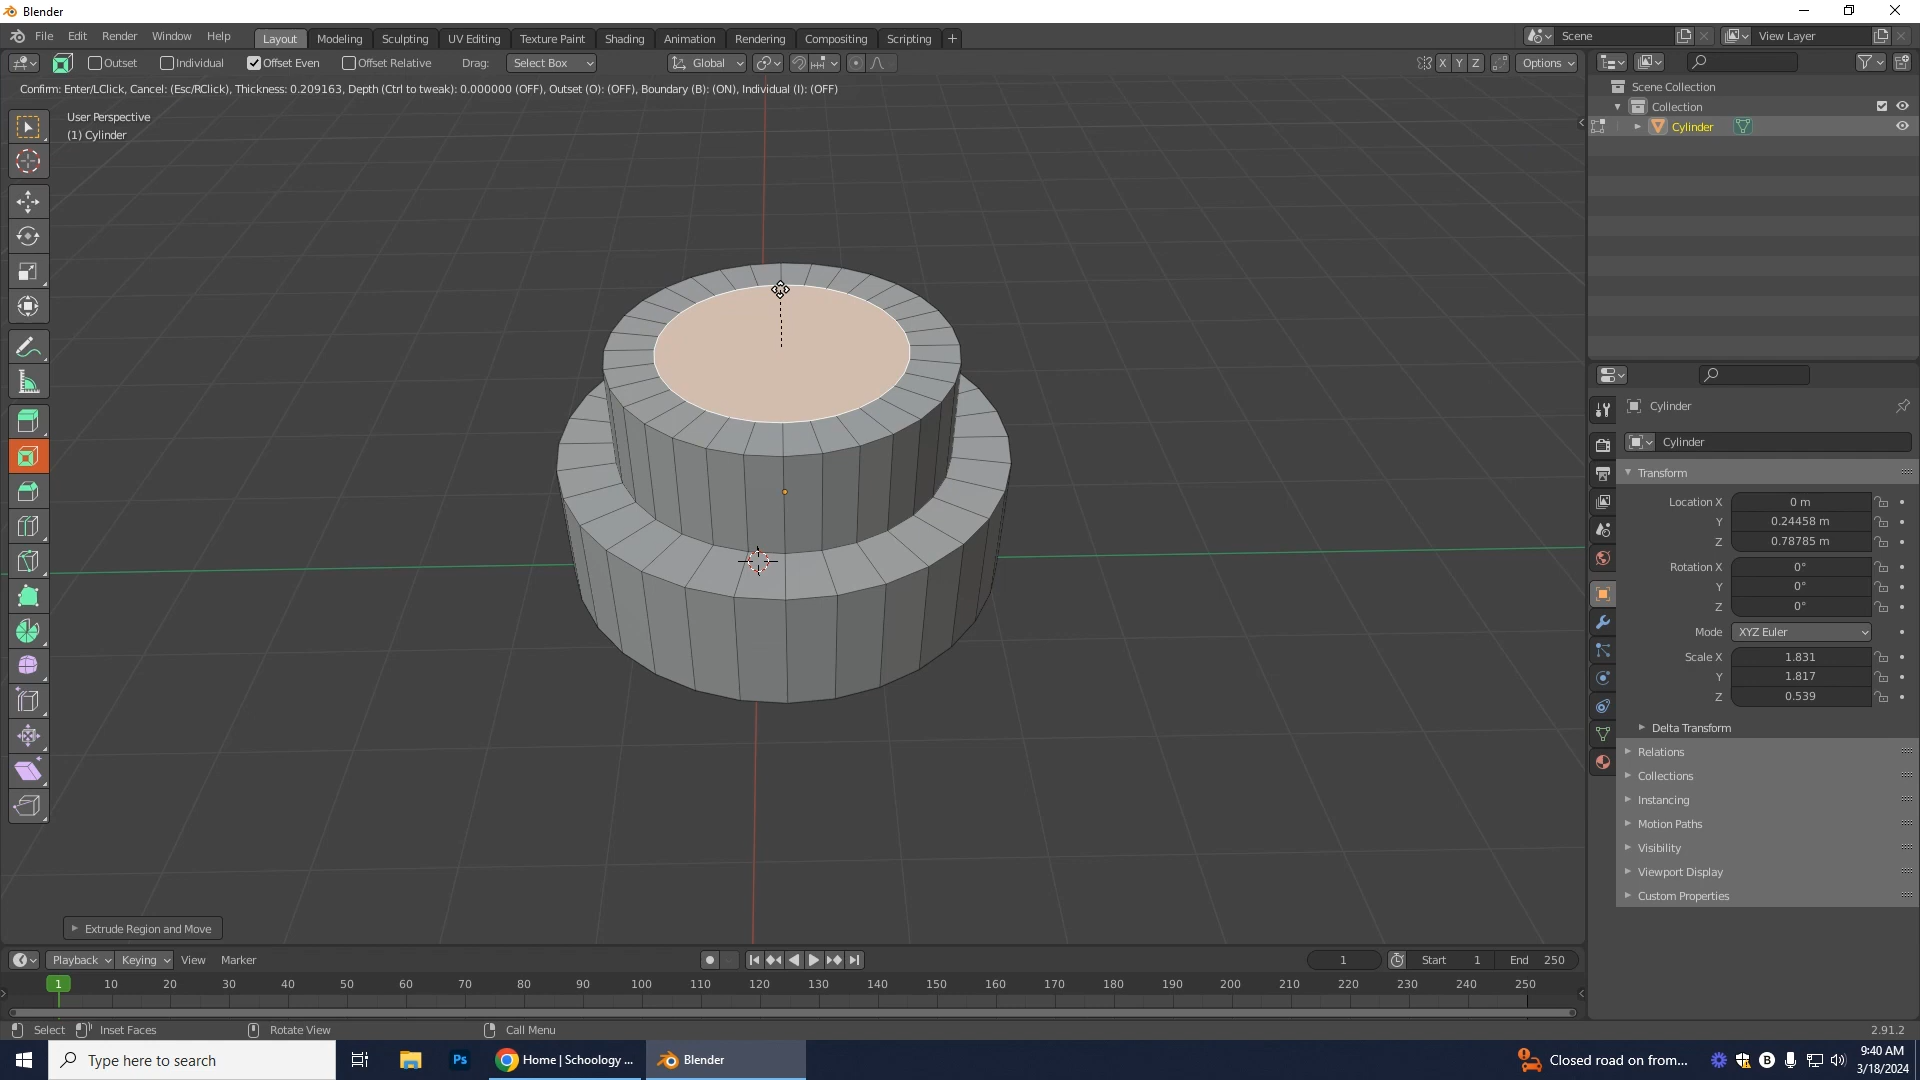 Blender
File Edit Render Window Help Layout Modeling Sculpting UV Editing Texture Paint Shading Animation Rendering Compositing Scripting + Scene View Layer
Outset Individual Offset Even Offset Relative Drag: Select Box Global X Y Z Options
Confirm: Enter/LClick, Cancel: (Esc/RClick), Thickness: 0.209163, Depth (Ctrl to tweak): 0.000000 (OFF), Outset (O): (OFF), Boundary (B): (ON), Individual (I): (OFF)
User Perspective
(1) Cylinder
Scene Collection
Collection
Cylinder
Cylinder
Cylinder
Transform
Location X 0 m
Y 0.24458 m
Z 0.78785 m
Rotation X 0°
Y 0°
Z 0°
Mode XYZ Euler
Scale X 1.831
Y 1.817
Z 0.539
Delta Transform
Relations
Collections
Instancing
Motion Paths
Visibility
Viewport Display
Custom Properties
Extrude Region and Move
Playback Keying View Marker 1 Start 1 End 250
1 10 20 30 40 50 60 70 80 90 100 110 120 130 140 150 160 170 180 190 200 210 220 230 240 250
Select Inset Faces Rotate View Call Menu 2.91.2
Type here to search Ps Home | Schoology ... Blender Closed road on from... 9:40 AM
3/18/2024